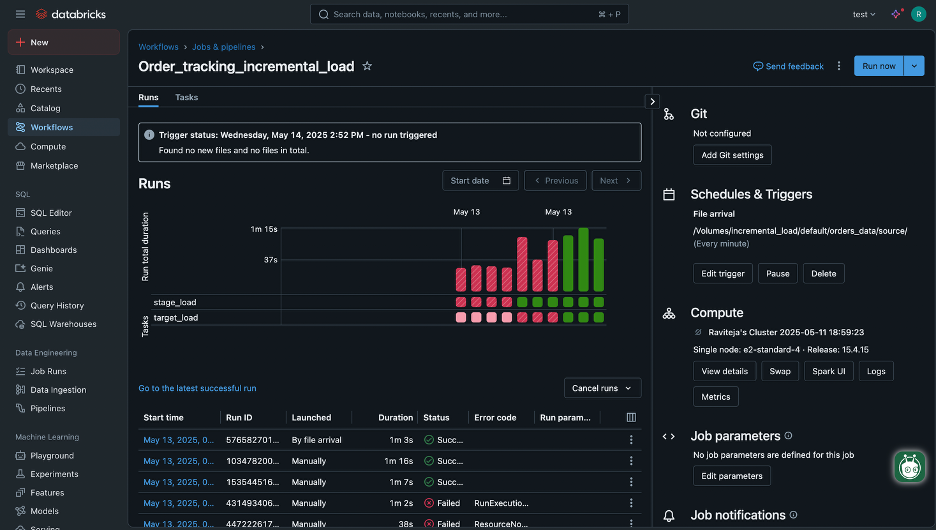 databricks
Search data, notebooks, recents, and more...
⌘ + P
test
R
New
Workspace
Recents
Catalog
Workflows
Compute
Marketplace
SQL
SQL Editor
Queries
Dashboards
Genie
Alerts
Query History
SQL Warehouses
Data Engineering
Job Runs
Data Ingestion
Pipelines
Machine Learning
Playground
Experiments
Features
Models
Workflows › Jobs & pipelines ›
Order_tracking_incremental_load
Send feedback
Run now
Runs Tasks
Trigger status: Wednesday, May 14, 2025 2:52 PM - no run triggered
Found no new files and no files in total.
Runs
Start date
Previous
Next
May 13 May 13
Run total duration
1m 15s
37s
Tasks
stage_load
target_load
Go to the latest successful run
Cancel runs
Start time Run ID Launched Duration Status Error code Run param...
May 13, 2025, 0... 576582701... By file arrival 1m 3s Succ...
May 13, 2025, 0... 103478200... Manually 1m 16s Succ...
May 13, 2025, 0... 153544516... Manually 1m 7s Succ...
May 13, 2025, 0... 431493406... Manually 1m 2s Failed RunExecutio...
May 13, 2025, 0... 447222617... Manually 38s Failed ResourceNo...
Git
Not configured
Add Git settings
Schedules & Triggers
File arrival
/Volumes/incremental_load/default/orders_data/source/
(Every minute)
Edit trigger Pause Delete
Compute
Raviteja's Cluster 2025-05-11 18:59:23
Single node: e2-standard-4 · Release: 15.4.15
View details Swap Spark UI Logs
Metrics
Job parameters
No job parameters are defined for this job
Edit parameters
Job notifications